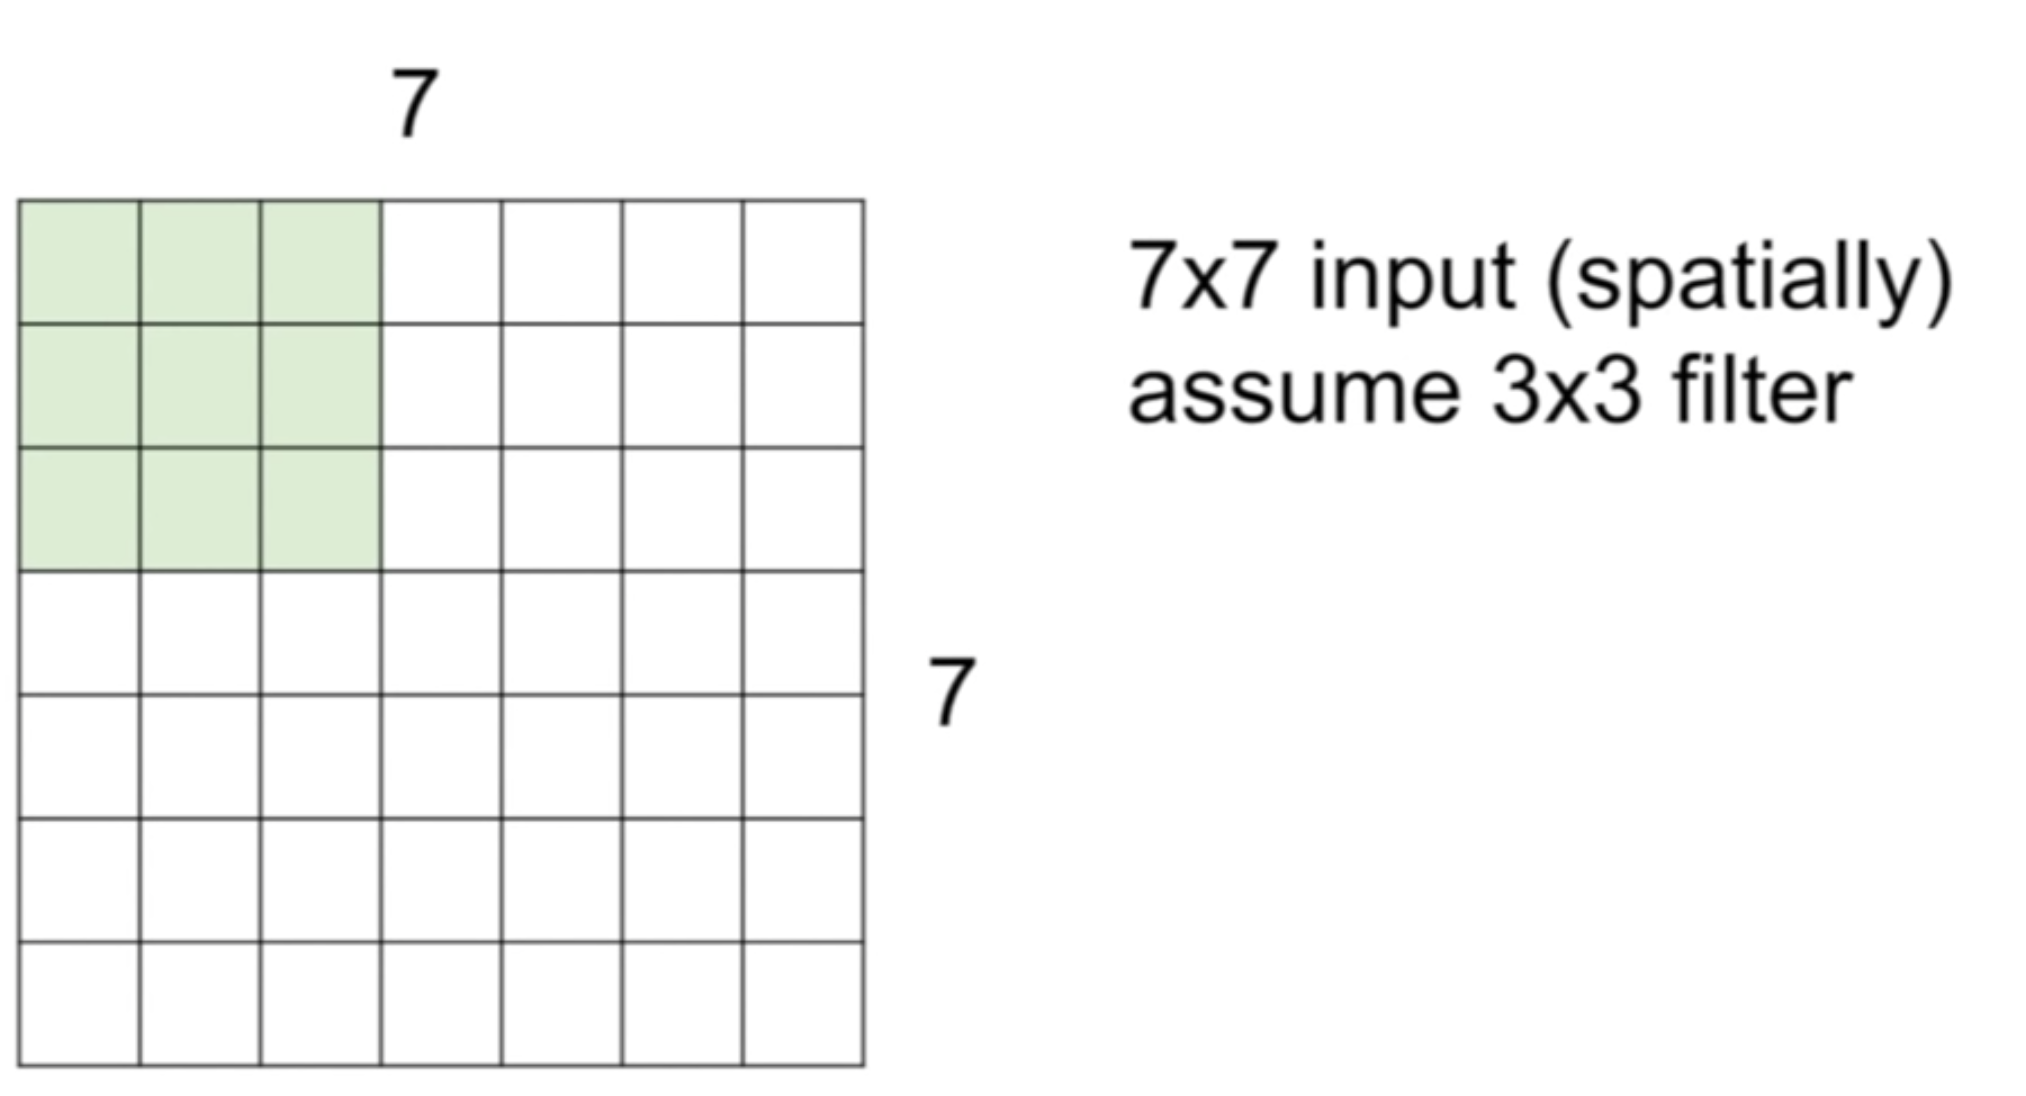 7
7x7 input (spatially)
assume 3x3 filter
7